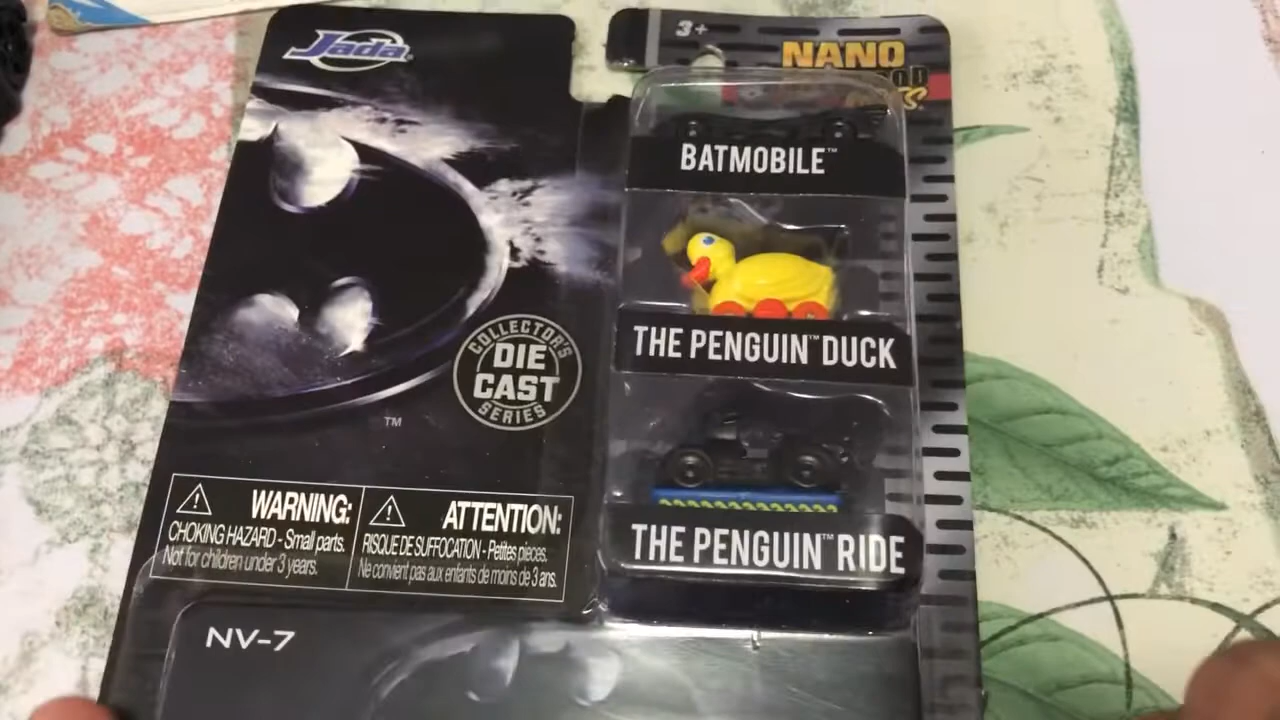 Jada
3+
NANO
BATMOBILE™
THE PENGUIN™ DUCK
COLLECTOR'S
DIE
CAST
SERIES
™
WARNING:
CHOKING HAZARD - Small parts.
Not for children under 3 years.
ATTENTION:
RISQUE DE SUFFOCATION - Petites pièces.
Ne convient pas aux enfants de moins de 3 ans.
THE PENGUIN™ RIDE
NV-7